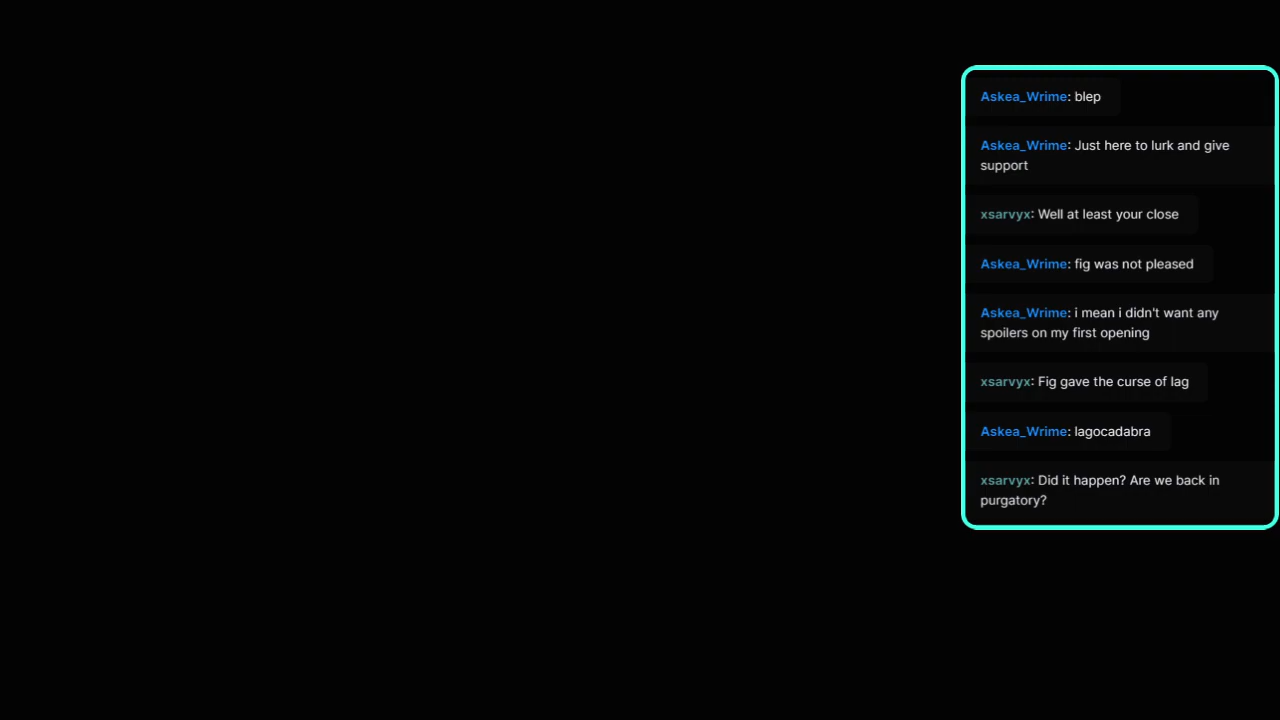 Askea_Wrime: blep
Askea_Wrime: Just here to lurk and give
support
xsarvyx: Well at least your close
Askea_Wrime: fig was not pleased
Askea_Wrime: i mean i didn't want any
spoilers on my first opening
xsarvyx: Fig gave the curse of lag
Askea_Wrime: lagocadabra
xsarvyx: Did it happen? Are we back in
purgatory?